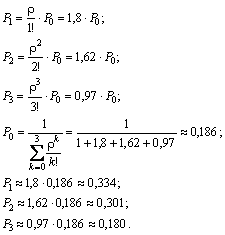 P₁ = ρ/1! · P₀ = 1,8 · P₀;
P₂ = ρ²/2! · P₀ = 1,62 · P₀;
P₃ = ρ³/3! · P₀ = 0,97 · P₀;
P₀ = 1/(∑_{k=0}^{3} ρᵏ/k!) = 1/(1+1,8+1,62+0,97) ≈ 0,186;
P₁ ≈ 1,8 · 0,186 ≈ 0,334;
P₂ ≈ 1,62 · 0,186 ≈ 0,301;
P₃ ≈ 0,97 · 0,186 ≈ 0,180.